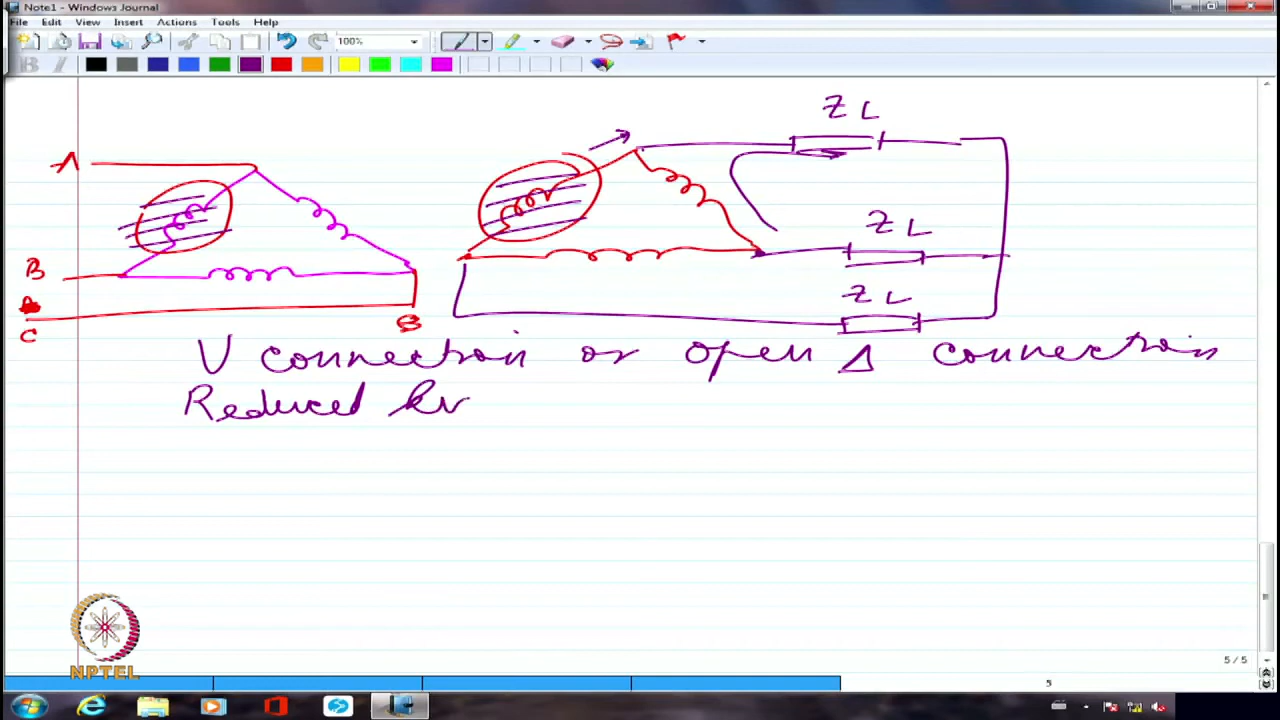 Note1 - Windows Journal
File Edit View Insert Actions Tools Help
100%
B I
Z L
A
Z L
B
Z L
A
C
B
V connection or open Δ connection
Reduced kv
NPTEL
5 / 5
5